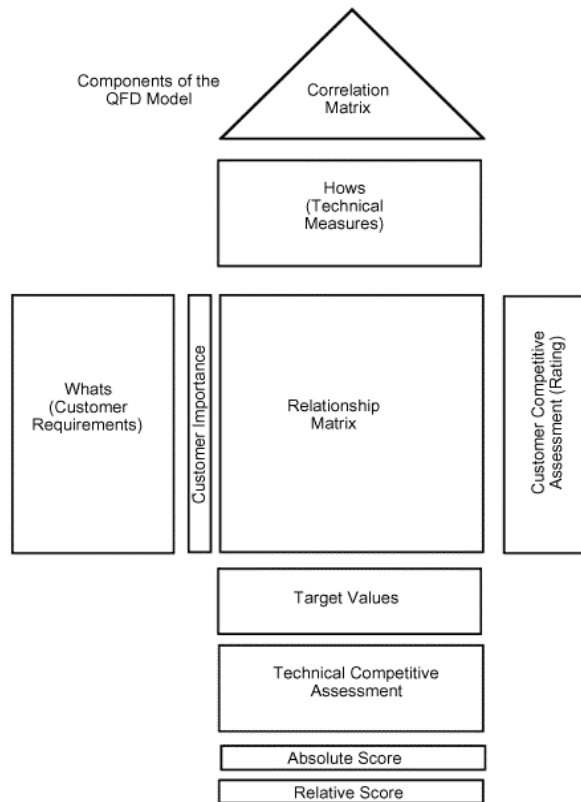 Components of the
QFD Model
Correlation
Matrix
Hows
(Technical
Measures)
Whats
(Customer
Requirements)
Customer Importance
Relationship
Matrix
Customer Competitive
Assessment (Rating)
Target Values
Technical Competitive
Assessment
Absolute Score
Relative Score